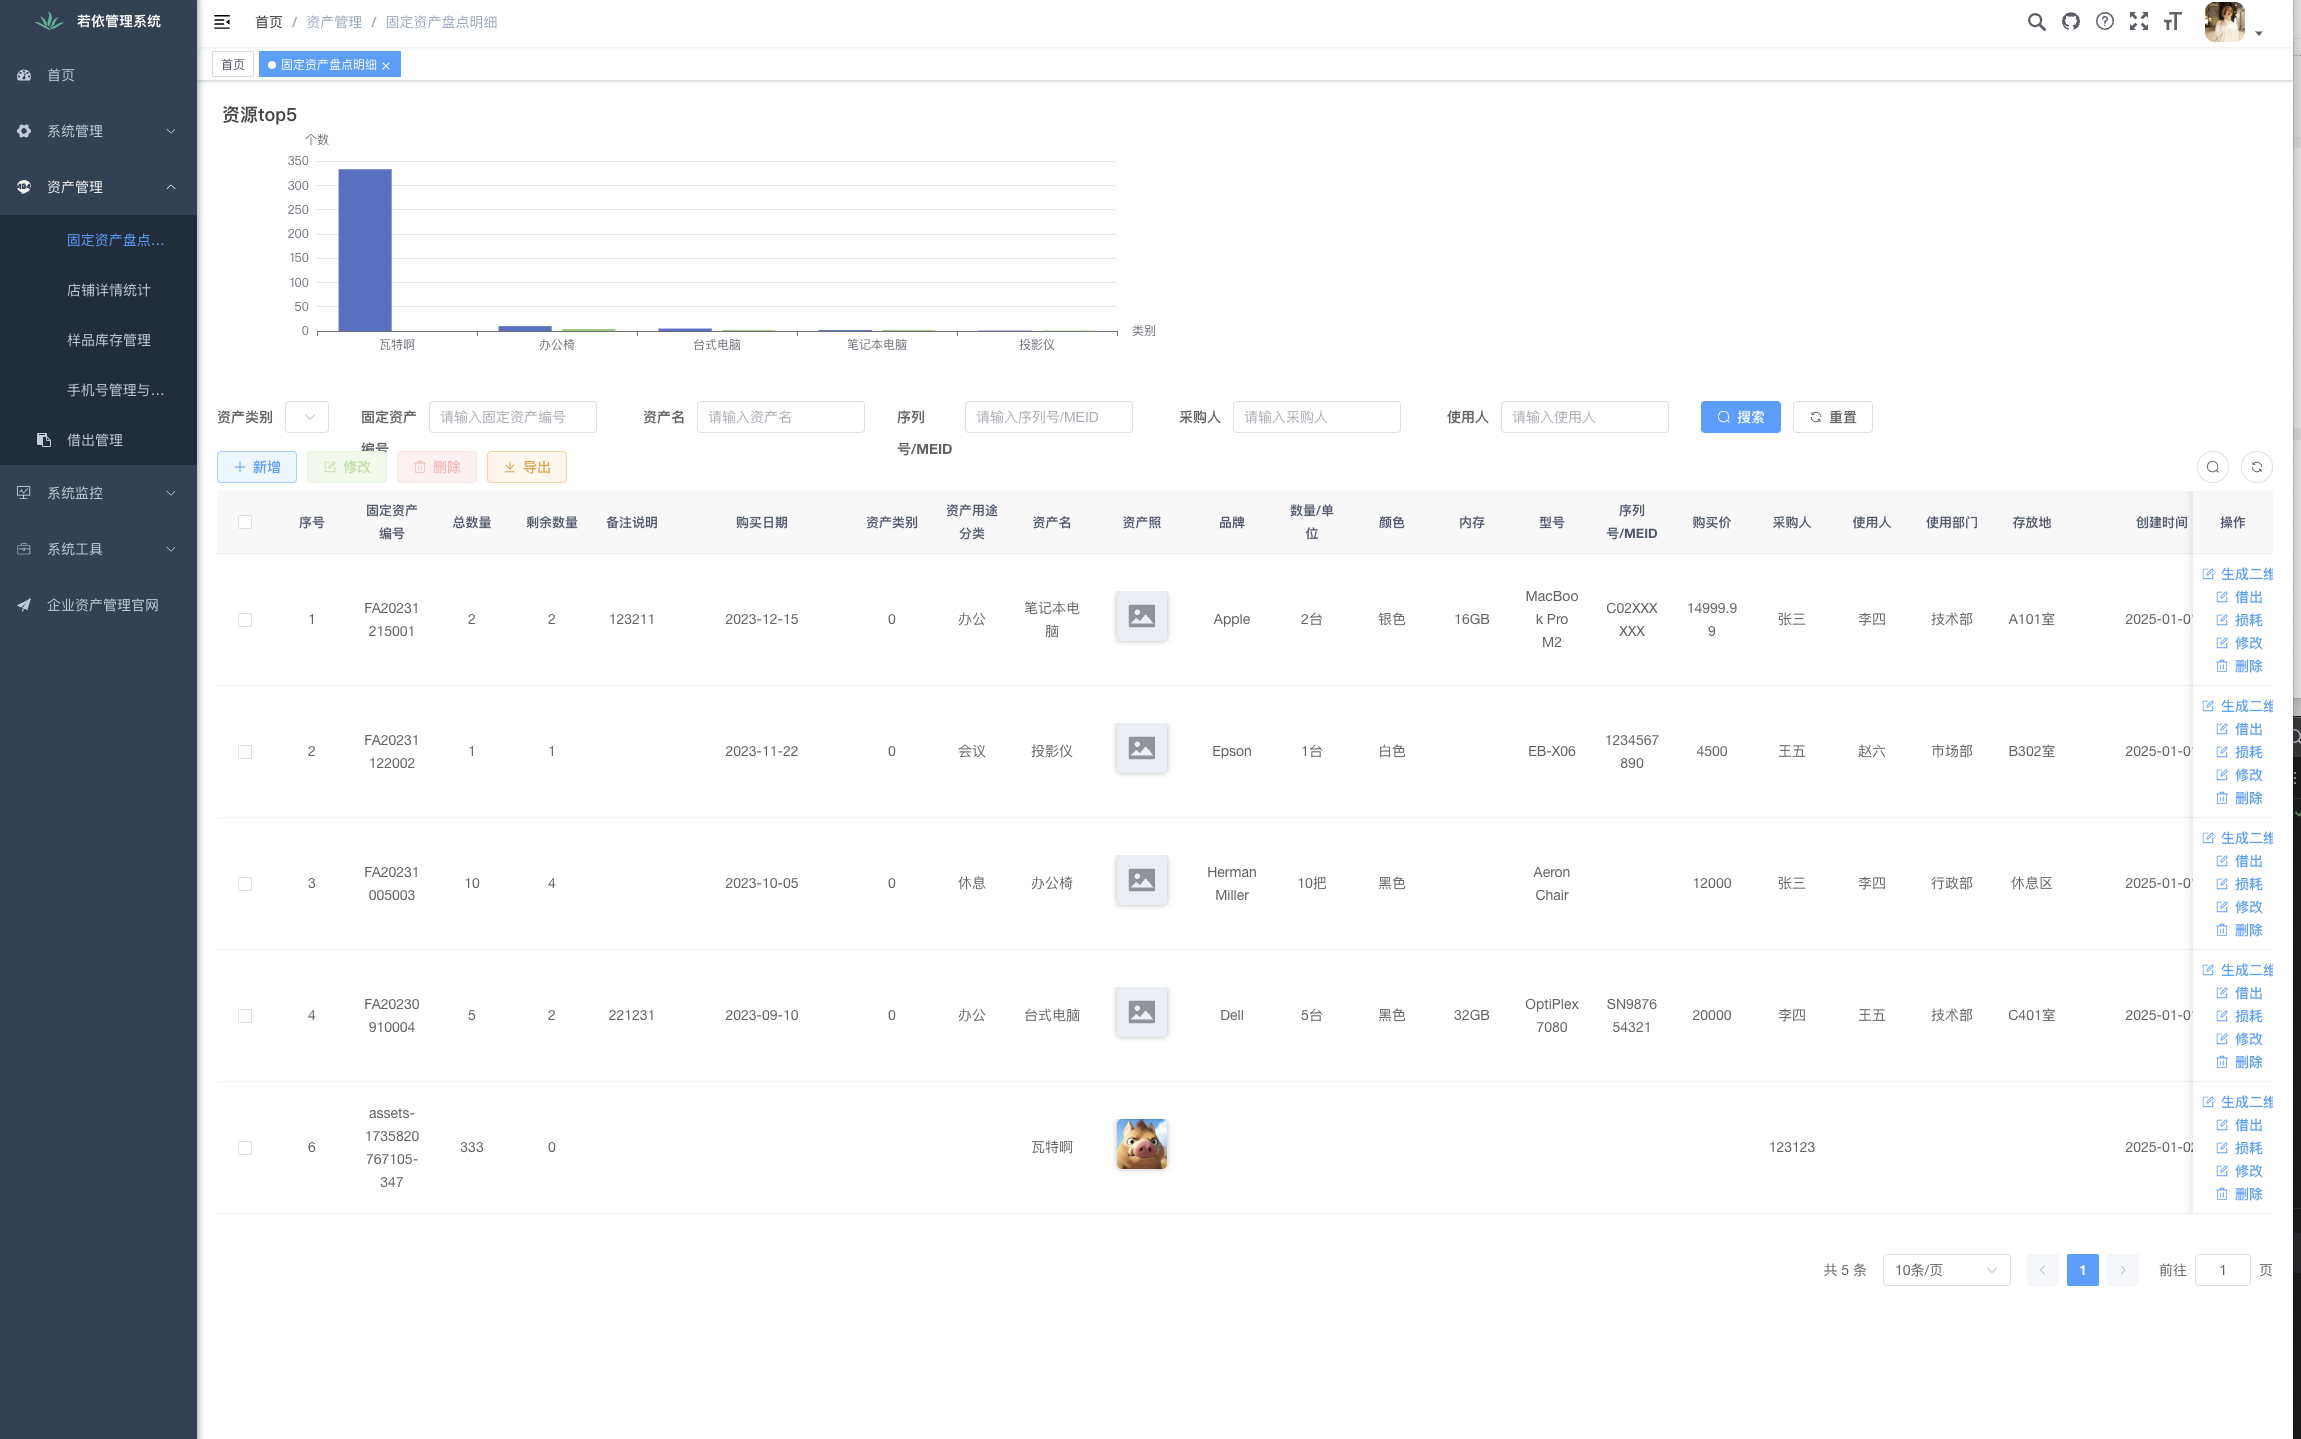 若依管理系统
首页
系统管理
资产管理
固定资产盘点...
店铺详情统计
样品库存管理
手机号管理与...
借出管理
系统监控
系统工具
企业资产管理官网
首页 / 资产管理 / 固定资产盘点明细
首页 固定资产盘点明细
资源top5
个数
350
300
250
200
150
100
50
0
类别
瓦特啊 办公椅 台式电脑 笔记本电脑 投影仪
资产类别 固定资产 请输入固定资产编号 资产名 请输入资产名 序列 请输入序列号/MEID 采购人 请输入采购人 使用人 请输入使用人 搜索 重置
编号 号/MEID
新增 修改 删除 导出
序号 固定资产编号 总数量 剩余数量 备注说明 购买日期 资产类别 资产用途分类 资产名 资产照 品牌 数量/单位 颜色 内存 型号 序列号/MEID 购买价 采购人 使用人 使用部门 存放地 创建时间 操作
1 FA20231215001 2 2 123211 2023-12-15 0 办公 笔记本电脑 Apple 2台 银色 16GB MacBook Pro M2 C02XXXXXX 14999.99 张三 李四 技术部 A101室 2025-01-0
生成二维
借出
损耗
修改
删除
2 FA20231122002 1 1 2023-11-22 0 会议 投影仪 Epson 1台 白色 EB-X06 1234567890 4500 王五 赵六 市场部 B302室 2025-01-0
生成二维
借出
损耗
修改
删除
3 FA20231005003 10 4 2023-10-05 0 休息 办公椅 Herman Miller 10把 黑色 Aeron Chair 12000 张三 李四 行政部 休息区 2025-01-0
生成二维
借出
损耗
修改
删除
4 FA20230910004 5 2 221231 2023-09-10 0 办公 台式电脑 Dell 5台 黑色 32GB OptiPlex 7080 SN987654321 20000 李四 王五 技术部 C401室 2025-01-0
生成二维
借出
损耗
修改
删除
6 assets-1735820767105-347 333 0 瓦特啊 123123 2025-01-02
生成二维
借出
损耗
修改
删除
共 5 条 10条/页 1 前往 1 页